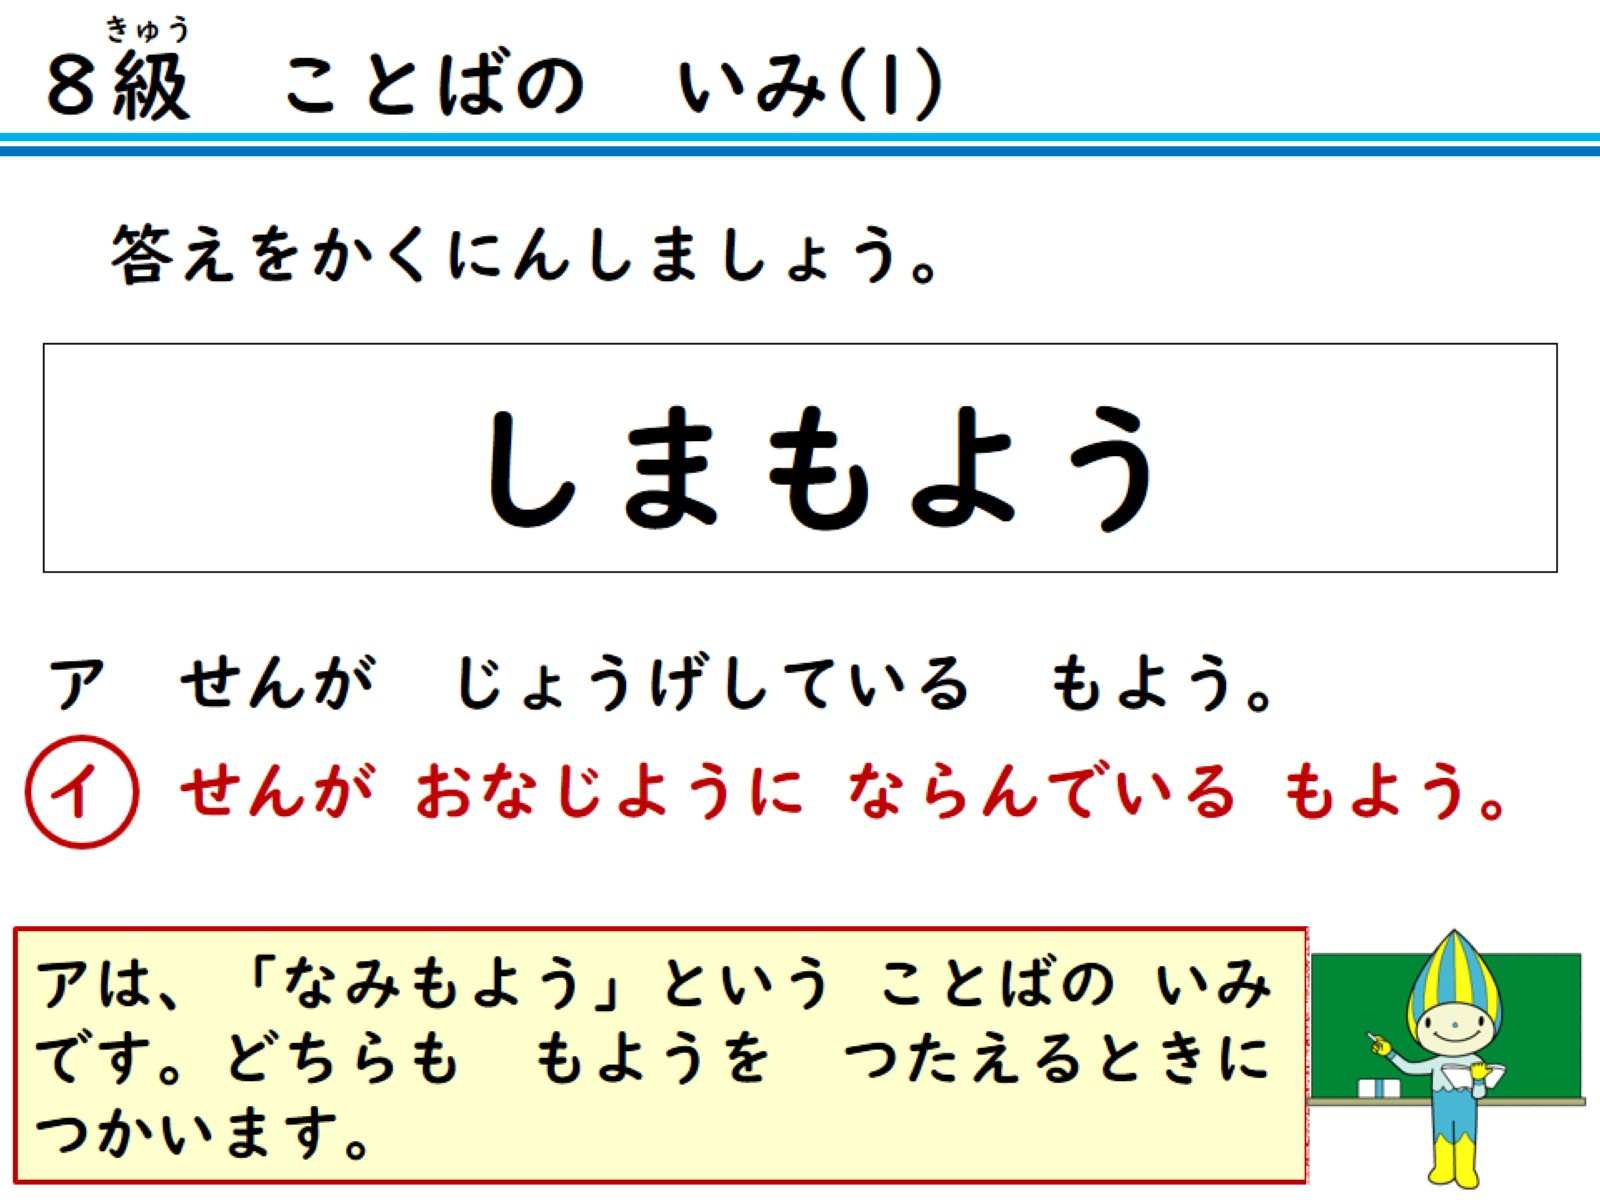 きゅう
８級　ことばの　いみ(1)
答えをかくにんしましょう。
しまもよう
ア　せんが　じょうげしている　もよう。
イ　せんが おなじように ならんでいる もよう。
アは、「なみもよう」という ことばの いみ
です。どちらも　もようを　つたえるときに
つかいます。